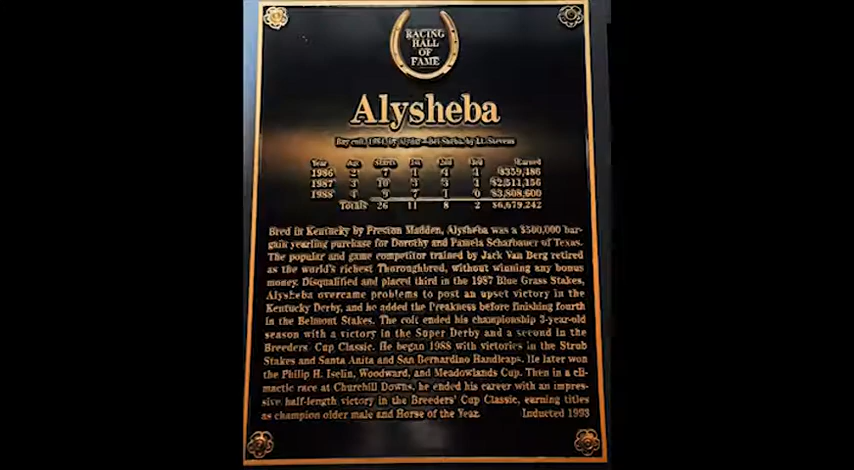 RACING
HALL
OF
FAME
Alysheba
Bay colt, 1984, by Alydar—Bel Sheba, by Lt. Stevens
Year Age Starts 1st 2nd 3rd Earned
1986 2 7 1 4 1 $359,486
1987 3 10 3 3 1 $2,511,156
1988 4 9 7 1 0 $3,808,600
Totals 26 11 8 2 $6,679,242
Bred in Kentucky by Preston Madden, Alysheba was a $500,000 bar-
gain yearling purchase for Dorothy and Pamela Scharbauer of Texas.
The popular and game competitor trained by Jack Van Berg retired
as the world's richest Thoroughbred, without winning any bonus
money. Disqualified and placed third in the 1987 Blue Grass Stakes,
Alysheba overcame problems to post an upset victory in the
Kentucky Derby, and he added the Preakness before finishing fourth
in the Belmont Stakes. The colt ended his championship 3-year-old
season with a victory in the Super Derby and a second in the
Breeders' Cup Classic. He began 1988 with victories in the Strub
Stakes and Santa Anita and San Bernardino Handicaps. He later won
the Philip H. Iselin, Woodward, and Meadowlands Cup. Then in a cli-
mactic race at Churchill Downs, he ended his career with an impres-
sive half-length victory in the Breeders' Cup Classic, earning titles
as champion older male and Horse of the Year. Inducted 1993